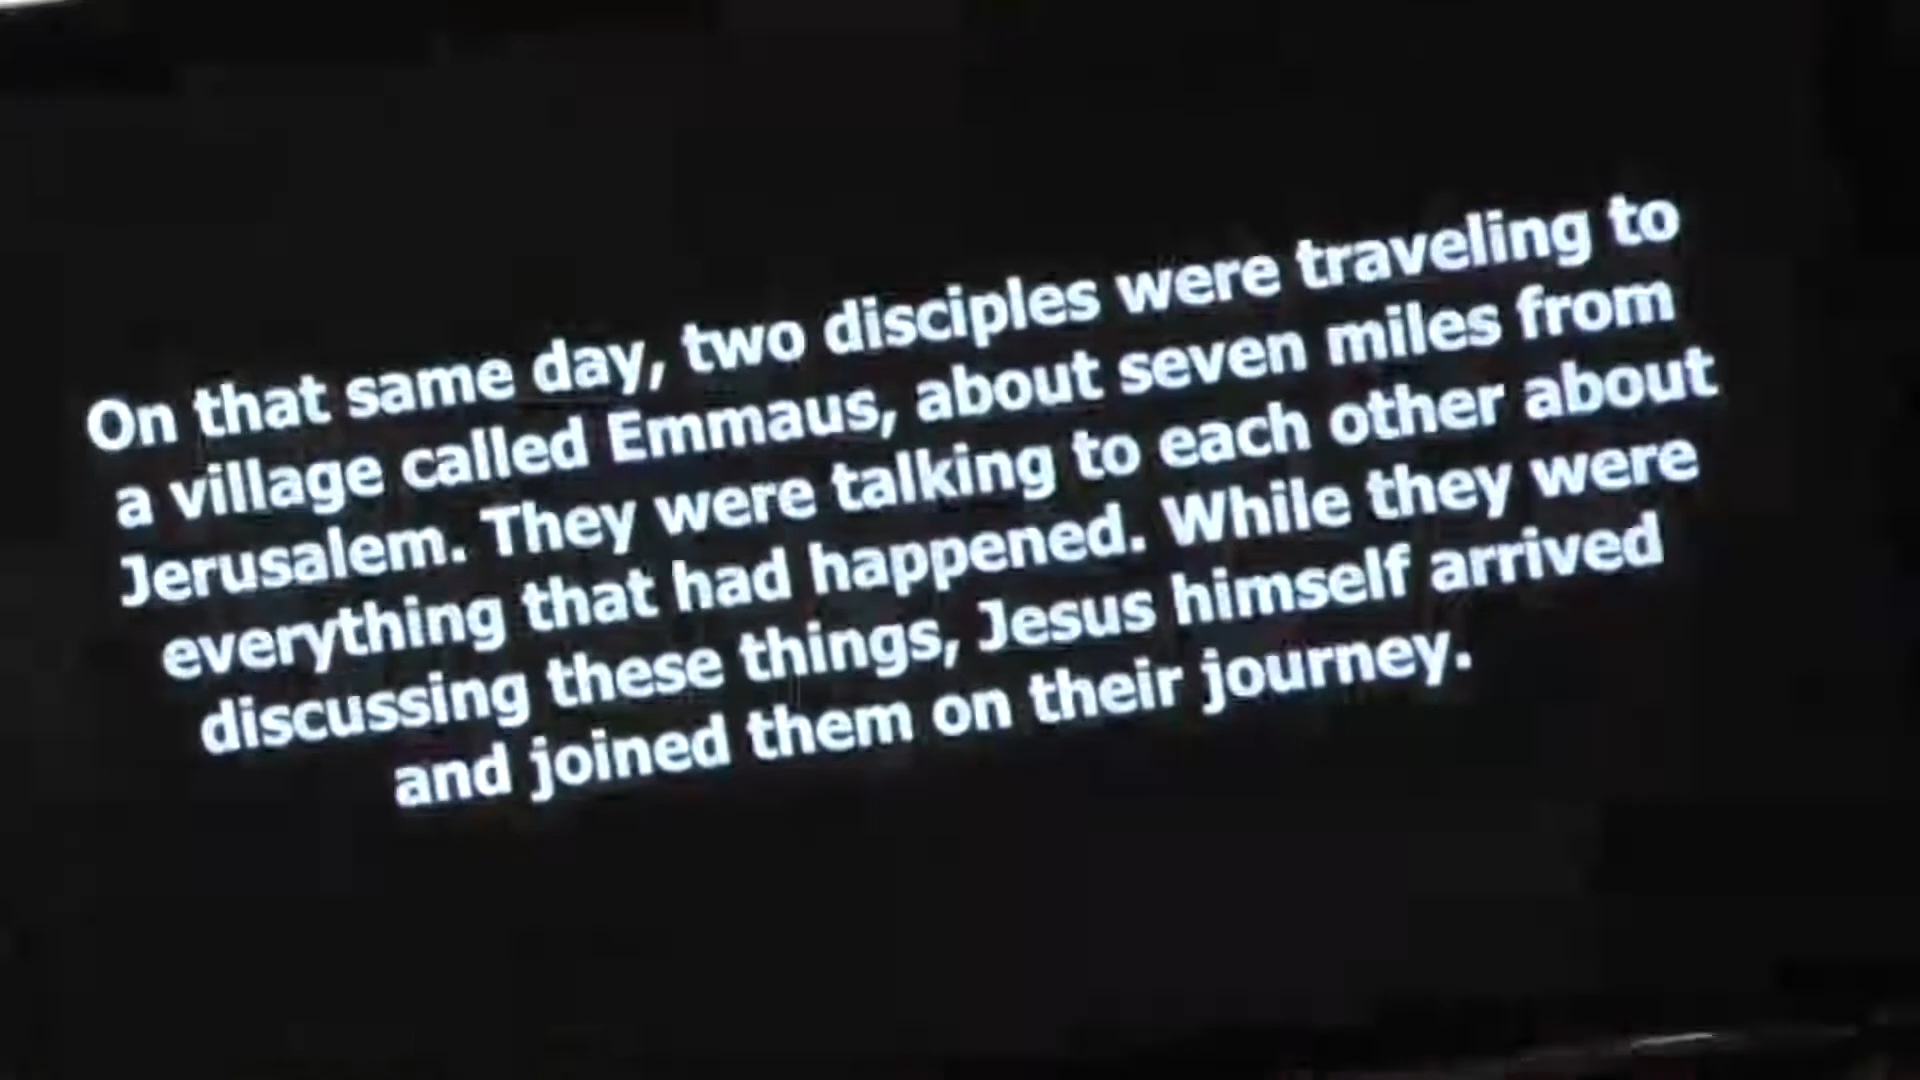 On that same day, two disciples were traveling to
a village called Emmaus, about seven miles from
Jerusalem. They were talking to each other about
everything that had happened. While they were
discussing these things, Jesus himself arrived
and joined them on their journey.